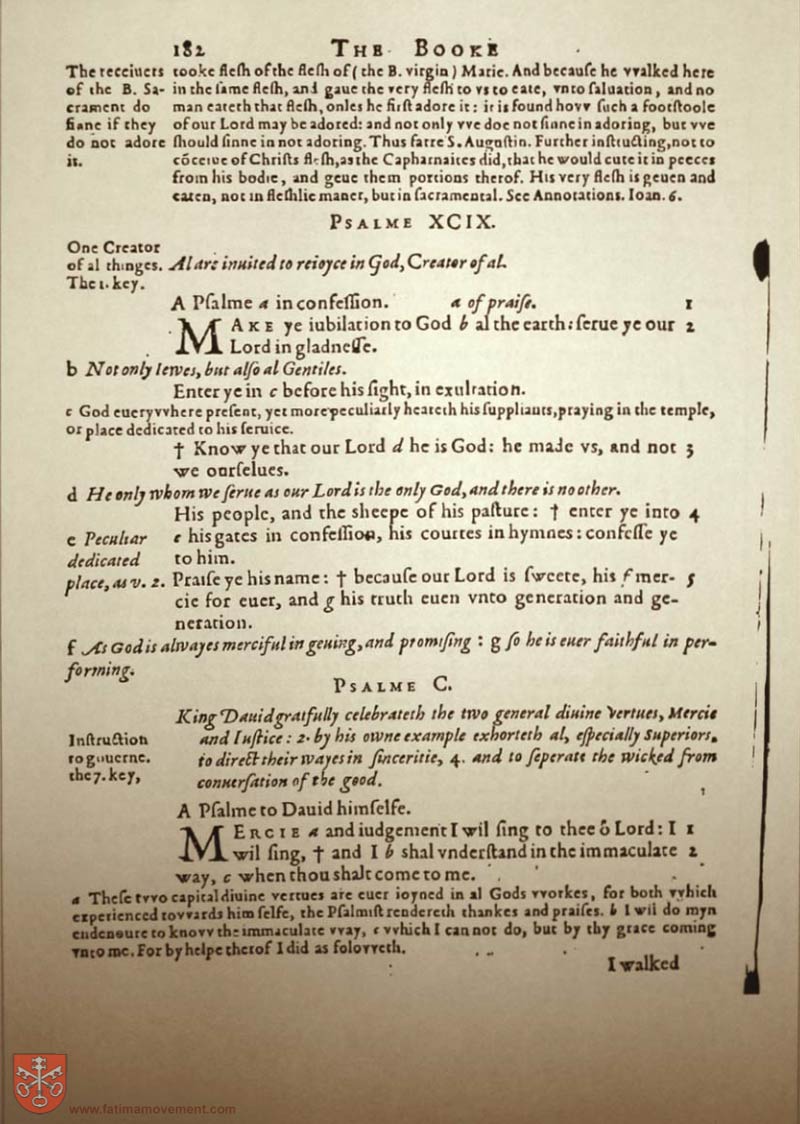 182 THE BOOKE
The receiuers
of the B. Sa-
crament do
sinne if they
do not adore
it.
tooke flesh of the flesh of ( the B. virgin ) Marie. And because he vvalked here
in the same flesh, and gaue the very flesh to vs to eate, vnto saluation, and no
man eateth that flesh, onles he first adore it: it is found hovv such a footstoole
of our Lord may be adored: and not only vve doe not sinne in adoring, but vve
should sinne in not adoring. Thus farre S. Augustin. Further instructing, not to
cōceiue of Christs flesh, as the Capharnaites did, that he would cute it in peeces
from his bodie, and geue them portions therof. His very flesh is geuen and
eaten, not in fleshlie maner, but in sacramental. See Annotations. Ioan. 6.
PSALME XCIX.
One Creator
of al thinges.
The 1. key.
Al are inuited to reioyce in God, Creator of al.
A Psalme a in confession. a of praise. 1
MAKE ye iubilation to God b al the earth: serue ye our 2
Lord in gladnesse.
b Not only Iewes, but also al Gentiles.
Enter ye in c before his sight, in exultation.
c God eueryvvhere present, yet more peculiarly heareth his suppliants, praying in the temple,
or place dedicated to his seruice.
† Know ye that our Lord d he is God: he made vs, and not 3
we ourselues.
d He only whom we serue as our Lord is the only God, and there is no other.
His people, and the sheepe of his pasture: † enter ye into 4
e Peculiar
dedicated
place, as v. 2.
e his gates in confession, his courtes in hymnes: confesse ye
to him.
Praise ye his name: † because our Lord is sweete, his f mer- 5
cie for euer, and g his truth euen vnto generation and ge-
neration.
f As God is alwayes merciful in geuing, and promising : g so he is euer faithful in per-
forming.
PSALME C.
Instruction
to gouerne.
the 7. key,
King Dauid gratfully celebrateth the two general diuine vertues, Mercie
and Iustice: 2. by his owne example exhorteth al, especially Superiors,
to direct their wayes in sinceritie, 4. and to seperate the wicked from
conuersation of the good.
A Psalme to Dauid himselfe.
MERCIE a and iudgement I wil sing to thee ô Lord: I 1
wil sing, † and I b shal vnderstand in the immaculate 2
way, c when thou shalt come to me.
a These tvvo capital diuine vertues are euer ioyned in al Gods vvorkes, for both vvhich
experienced tovvards him selfe, the Psalmist rendereth thankes and praises. b I wil do myn
endeuoure to knovv the immaculate vvay, c vvhich I can not do, but by thy grace coming
vnto me. For by helpe therof I did as folovveth.
I walked
www.fatimamovement.com